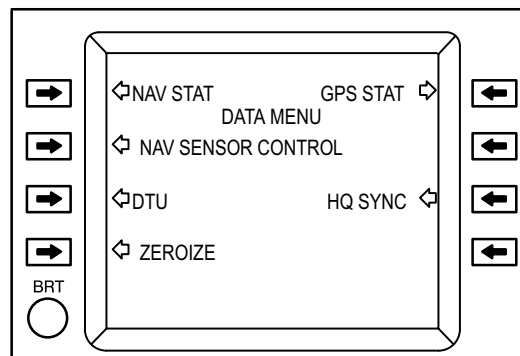 NAV STAT GPS STAT
DATA MENU
NAV SENSOR CONTROL
DTU HQ SYNC
ZEROIZE
BRT